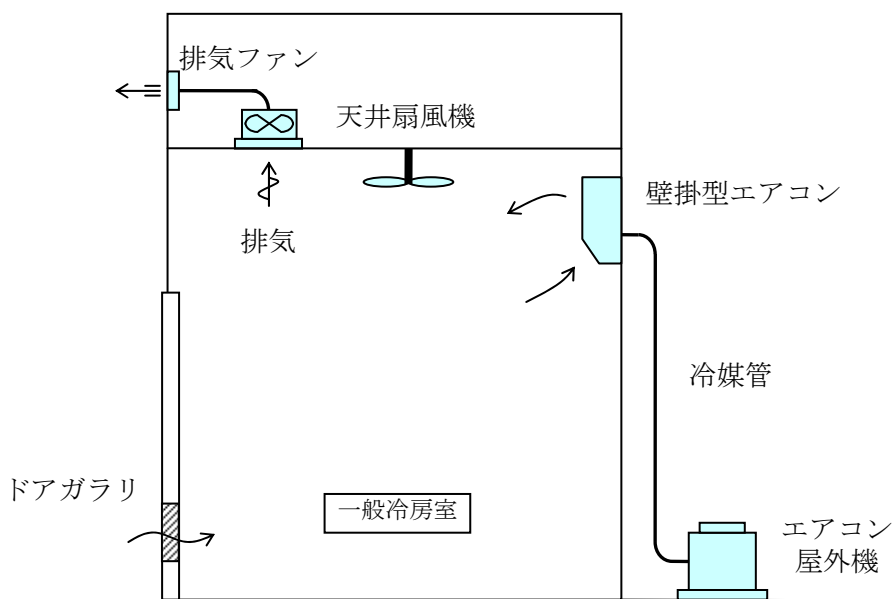 排気ファン
天井扇風機
壁掛型エアコン
排気
冷媒管
ドアガラリ
一般冷房室
エアコン
屋外機